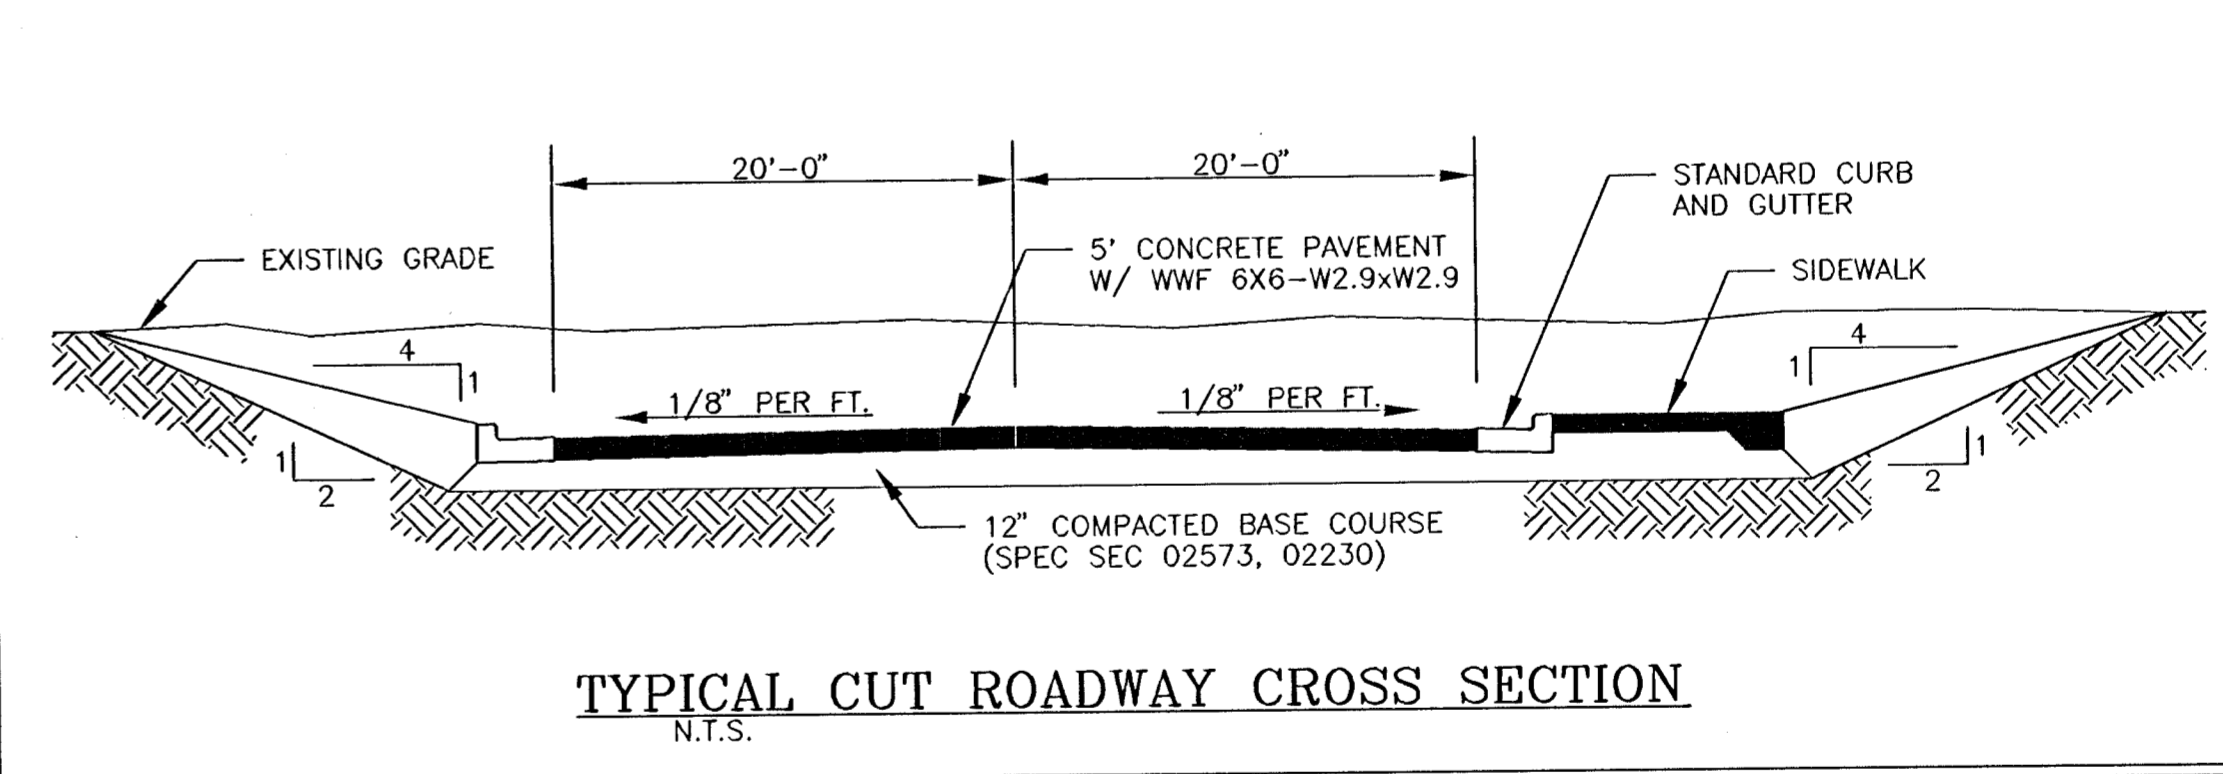 20'-0"
20'-0"
STANDARD CURB
AND GUTTER
EXISTING GRADE
5' CONCRETE PAVEMENT
W/ WWF 6X6-W2.9xW2.9
SIDEWALK
4
1
1/8" PER FT.
1/8" PER FT.
1
4
1
2
1
2
12" COMPACTED BASE COURSE
(SPEC SEC 02573, 02230)
TYPICAL CUT ROADWAY CROSS SECTION
N.T.S.